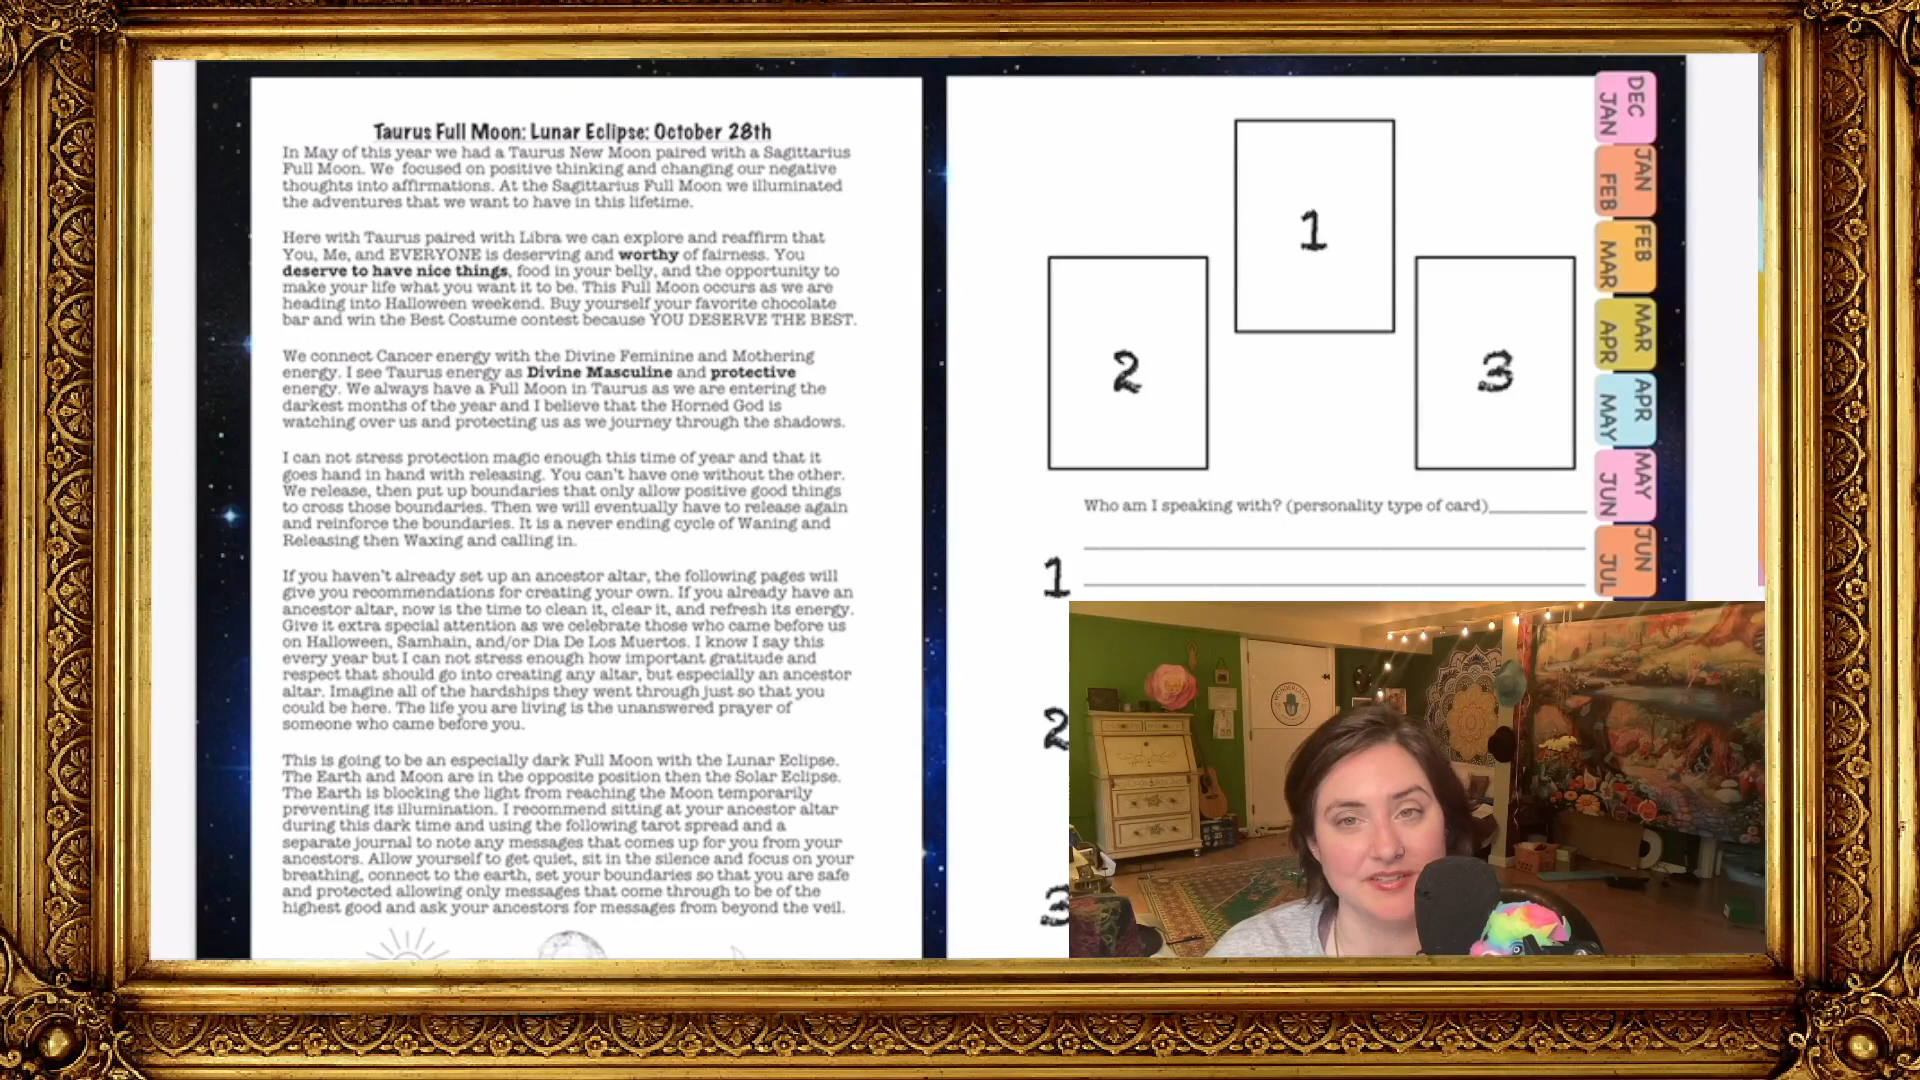 Taurus Full Moon: Lunar Eclipse: October 28th
In May of this year we had a Taurus New Moon paired with a Sagittarius
Full Moon. We focused on positive thinking and changing our negative
thoughts into affirmations. At the Sagittarius Full Moon we illuminated
the adventures that we want to have in this lifetime.
Here with Taurus paired with Libra we can explore and reaffirm that
You, Me, and EVERYONE is deserving and worthy of fairness. You
deserve to have nice things, food in your belly, and the opportunity to
make your life what you want it to be. This Full Moon occurs as we are
heading into Halloween weekend. Buy yourself your favorite chocolate
bar and win the Best Costume contest because YOU DESERVE THE BEST.
We connect Cancer energy with the Divine Feminine and Mothering
energy. I see Taurus energy as Divine Masculine and protective
energy. We always have a Full Moon in Taurus as we are entering the
darkest months of the year and I believe that the Horned God is
watching over us and protecting us as we journey through the shadows.
I can not stress protection magic enough this time of year and that it
goes hand in hand with releasing. You can't have one without the other.
We release, then put up boundaries that only allow positive good things
to cross those boundaries. Then we will eventually have to release again
and reinforce the boundaries. It is a never ending cycle of Waning and
Releasing then Waxing and calling in.
If you haven't already set up an ancestor altar, the following pages will
give you recommendations for creating your own. If you already have an
ancestor altar, now is the time to clean it, clear it, and refresh its energy.
Give it extra special attention as we celebrate those who came before us
on Halloween, Samhain, and/or Dia De Los Muertos. I know I say this
every year but I can not stress enough how important gratitude and
respect that should go into creating any altar, but especially an ancestor
altar. Imagine all of the hardships they went through just so that you
could be here. The life you are living is the unanswered prayer of
someone who came before you.
This is going to be an especially dark Full Moon with the Lunar Eclipse.
The Earth and Moon are in the opposite position then the Solar Eclipse.
The Earth is blocking the light from reaching the Moon temporarily
preventing its illumination. I recommend sitting at your ancestor altar
during this dark time and using the following tarot spread and a
separate journal to note any messages that comes up for you from your
ancestors. Allow yourself to get quiet, sit in the silence and focus on your
breathing, connect to the earth, set your boundaries so that you are safe
and protected allowing only messages that come through to be of the
highest good and ask your ancestors for messages from beyond the veil.
1
2
3
Who am I speaking with? (personality type of card)
1
2
3
DEC
JAN
JAN
FEB
FEB
MAR
MAR
APR
APR
MAY
MAY
JUN
JUN
JUL